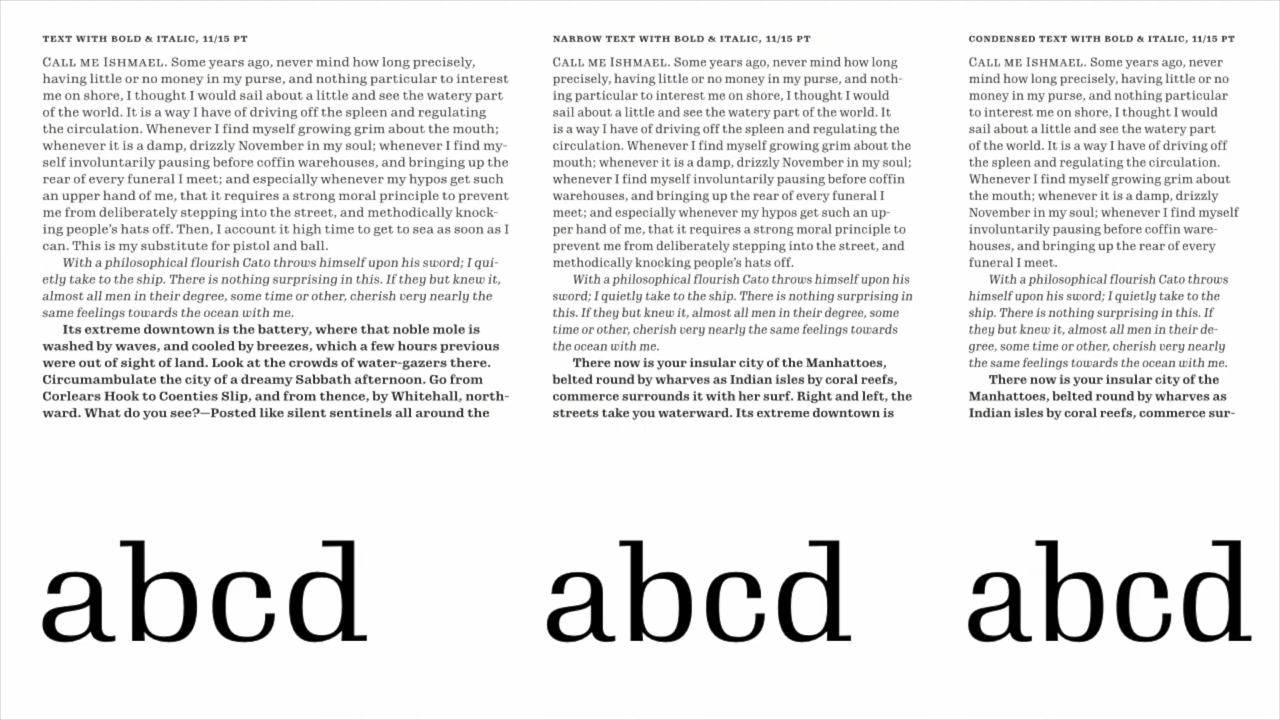 TEXT WITH BOLD & ITALIC, 11/15 PT
CALL ME ISHMAEL. Some years ago, never mind how long precisely,
having little or no money in my purse, and nothing particular to interest
me on shore, I thought I would sail about a little and see the watery part
of the world. It is a way I have of driving off the spleen and regulating
the circulation. Whenever I find myself growing grim about the mouth;
whenever it is a damp, drizzly November in my soul; whenever I find my-
self involuntarily pausing before coffin warehouses, and bringing up the
rear of every funeral I meet; and especially whenever my hypos get such
an upper hand of me, that it requires a strong moral principle to prevent
me from deliberately stepping into the street, and methodically knock-
ing people's hats off. Then, I account it high time to get to sea as soon as I
can. This is my substitute for pistol and ball.
With a philosophical flourish Cato throws himself upon his sword; I qui-
etly take to the ship. There is nothing surprising in this. If they but knew it,
almost all men in their degree, some time or other, cherish very nearly the
same feelings towards the ocean with me.
Its extreme downtown is the battery, where that noble mole is
washed by waves, and cooled by breezes, which a few hours previous
were out of sight of land. Look at the crowds of water-gazers there.
Circumambulate the city of a dreamy Sabbath afternoon. Go from
Corlears Hook to Coenties Slip, and from thence, by Whitehall, north-
ward. What do you see?—Posted like silent sentinels all around the
abcd
NARROW TEXT WITH BOLD & ITALIC, 11/15 PT
CALL ME ISHMAEL. Some years ago, never mind how long
precisely, having little or no money in my purse, and noth-
ing particular to interest me on shore, I thought I would
sail about a little and see the watery part of the world. It
is a way I have of driving off the spleen and regulating the
circulation. Whenever I find myself growing grim about the
mouth; whenever it is a damp, drizzly November in my soul;
whenever I find myself involuntarily pausing before coffin
warehouses, and bringing up the rear of every funeral I
meet; and especially whenever my hypos get such an up-
per hand of me, that it requires a strong moral principle to
prevent me from deliberately stepping into the street, and
methodically knocking people's hats off.
With a philosophical flourish Cato throws himself upon his
sword; I quietly take to the ship. There is nothing surprising in
this. If they but knew it, almost all men in their degree, some
time or other, cherish very nearly the same feelings towards
the ocean with me.
There now is your insular city of the Manhattoes,
belted round by wharves as Indian isles by coral reefs,
commerce surrounds it with her surf. Right and left, the
streets take you waterward. Its extreme downtown is
abcd
CONDENSED TEXT WITH BOLD & ITALIC, 11/15 PT
CALL ME ISHMAEL. Some years ago, never
mind how long precisely, having little or no
money in my purse, and nothing particular
to interest me on shore, I thought I would
sail about a little and see the watery part
of the world. It is a way I have of driving off
the spleen and regulating the circulation.
Whenever I find myself growing grim about
the mouth; whenever it is a damp, drizzly
November in my soul; whenever I find myself
involuntarily pausing before coffin ware-
houses, and bringing up the rear of every
funeral I meet.
With a philosophical flourish Cato throws
himself upon his sword; I quietly take to the
ship. There is nothing surprising in this. If
they but knew it, almost all men in their de-
gree, some time or other, cherish very nearly
the same feelings towards the ocean with me.
There now is your insular city of the
Manhattoes, belted round by wharves as
Indian isles by coral reefs, commerce sur-
abcd